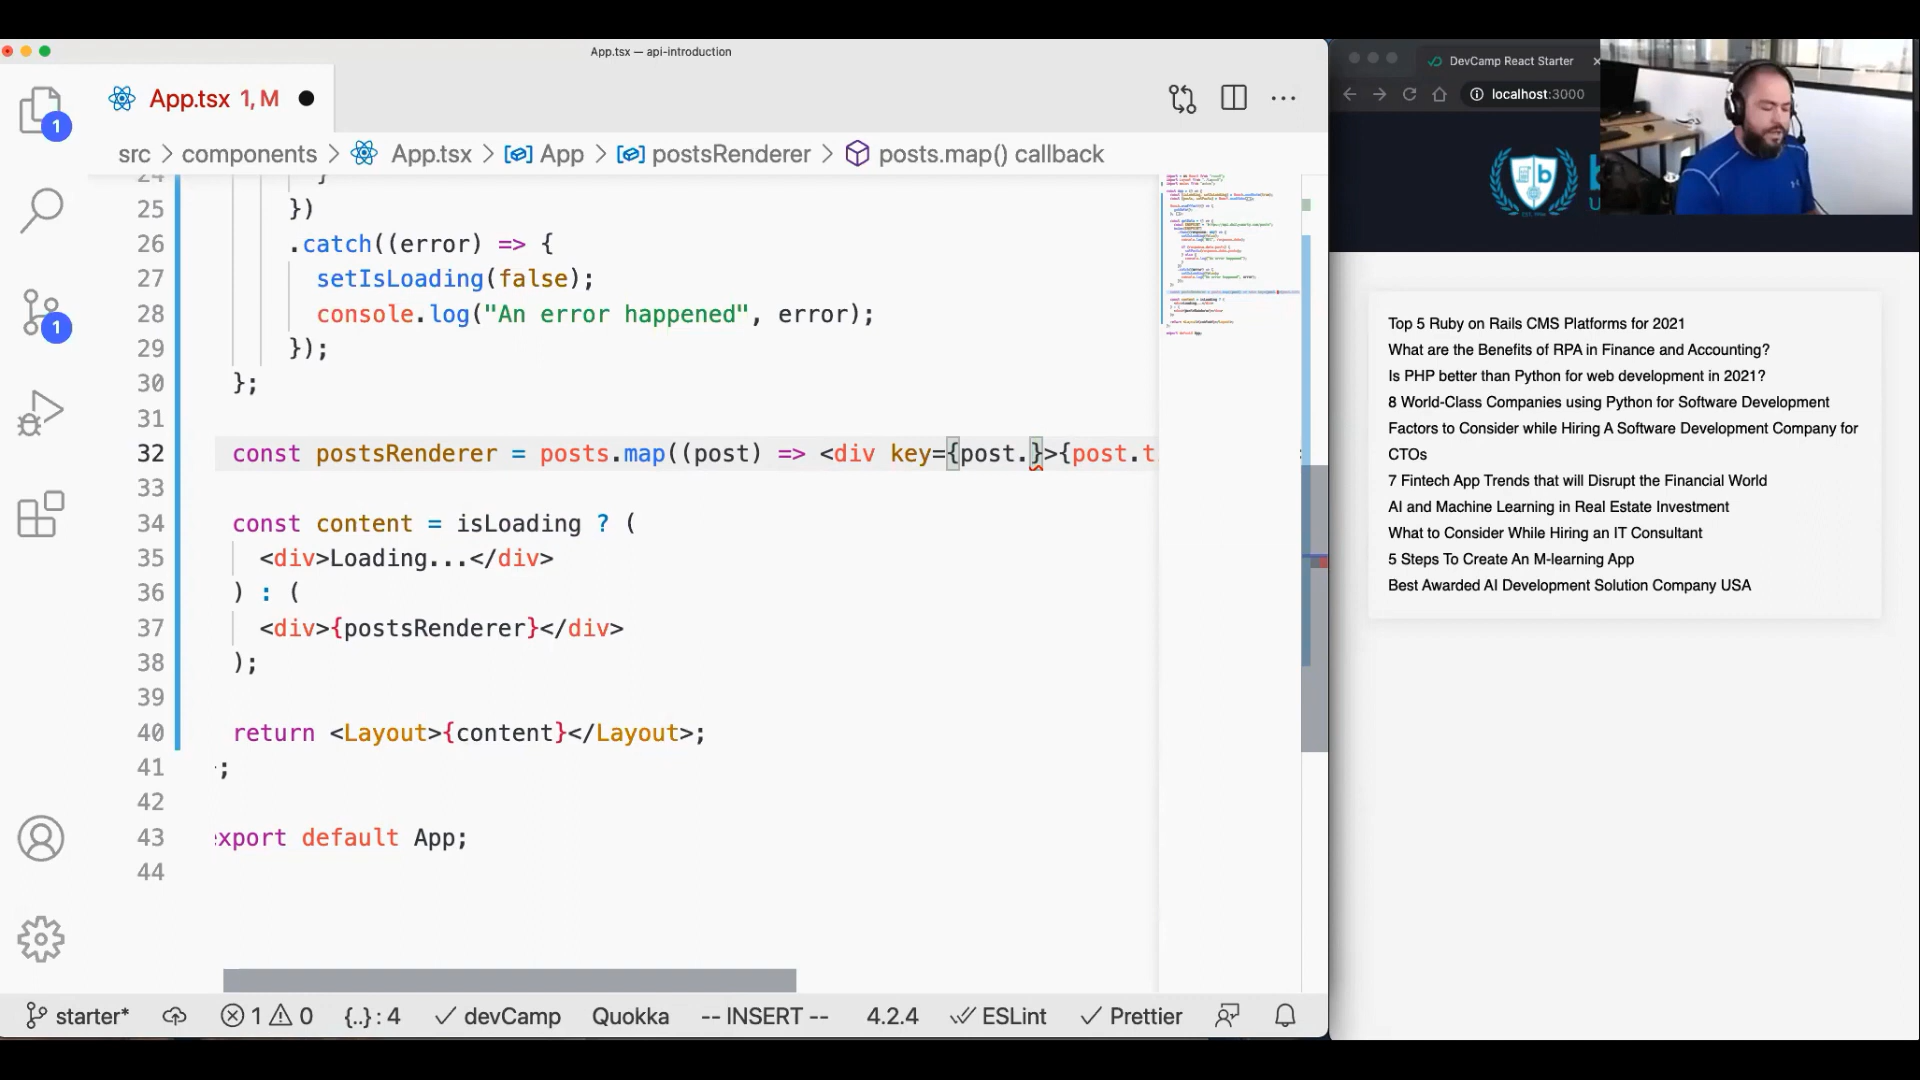 App.tsx — api-introduction
App.tsx 1, M
src > components > App.tsx > App > postsRenderer > posts.map() callback
24 }
25 })
26 .catch((error) => {
27 setIsLoading(false);
28 console.log("An error happened", error);
29 });
30 };
31
32 const postsRenderer = posts.map((post) => <div key={post.}>{post.t
33
34 const content = isLoading ? (
35 <div>Loading...</div>
36 ) : (
37 <div>{postsRenderer}</div>
38 );
39
40 return <Layout>{content}</Layout>;
41 };
42
43 export default App;
44
1
1
starter* 1 0 {..} : 4 devCamp Quokka -- INSERT -- 4.2.4 ESLint Prettier
DevCamp React Starter
localhost:3000
b
Top 5 Ruby on Rails CMS Platforms for 2021
What are the Benefits of RPA in Finance and Accounting?
Is PHP better than Python for web development in 2021?
8 World-Class Companies using Python for Software Development
Factors to Consider while Hiring A Software Development Company for
CTOs
7 Fintech App Trends that will Disrupt the Financial World
AI and Machine Learning in Real Estate Investment
What to Consider While Hiring an IT Consultant
5 Steps To Create An M-learning App
Best Awarded AI Development Solution Company USA